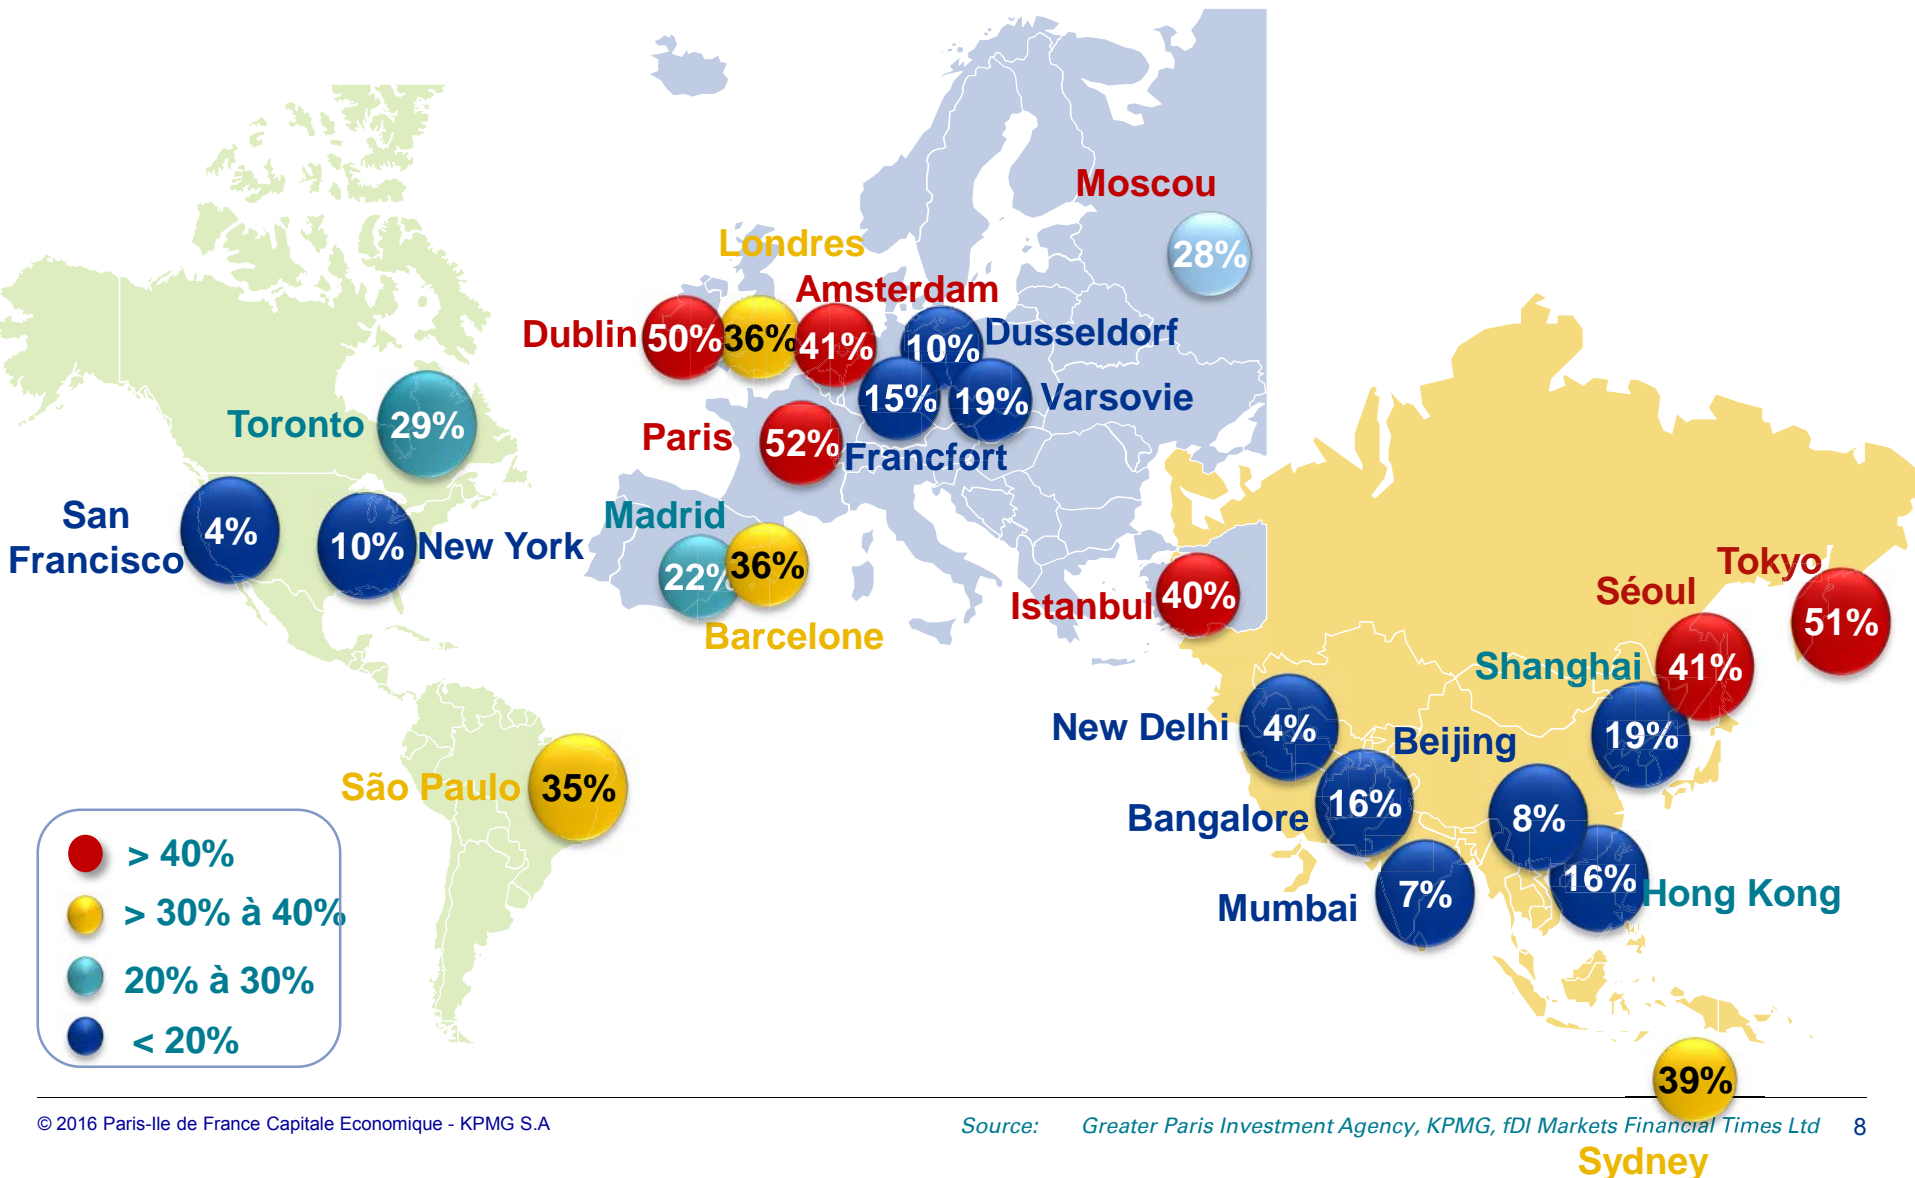 Moscou
28%
Londres
Amsterdam
Dublin
50%
36%
41%
10%
Dusseldorf
15%
19%
Varsovie
Toronto
29%
Paris
52%
Francfort
San
Francisco
4%
10%
New York
Madrid
22%
36%
Barcelone
Istanbul
40%
Tokyo
51%
Séoul
41%
Shanghai
19%
New Delhi
4%
Beijing
8%
Bangalore
16%
Mumbai
7%
16%
Hong Kong
São Paulo
35%
> 40%
> 30% à 40%
20% à 30%
< 20%
39%
Sydney
© 2016 Paris-Ile de France Capitale Economique - KPMG S.A
Source: Greater Paris Investment Agency, KPMG, fDI Markets Financial Times Ltd
8